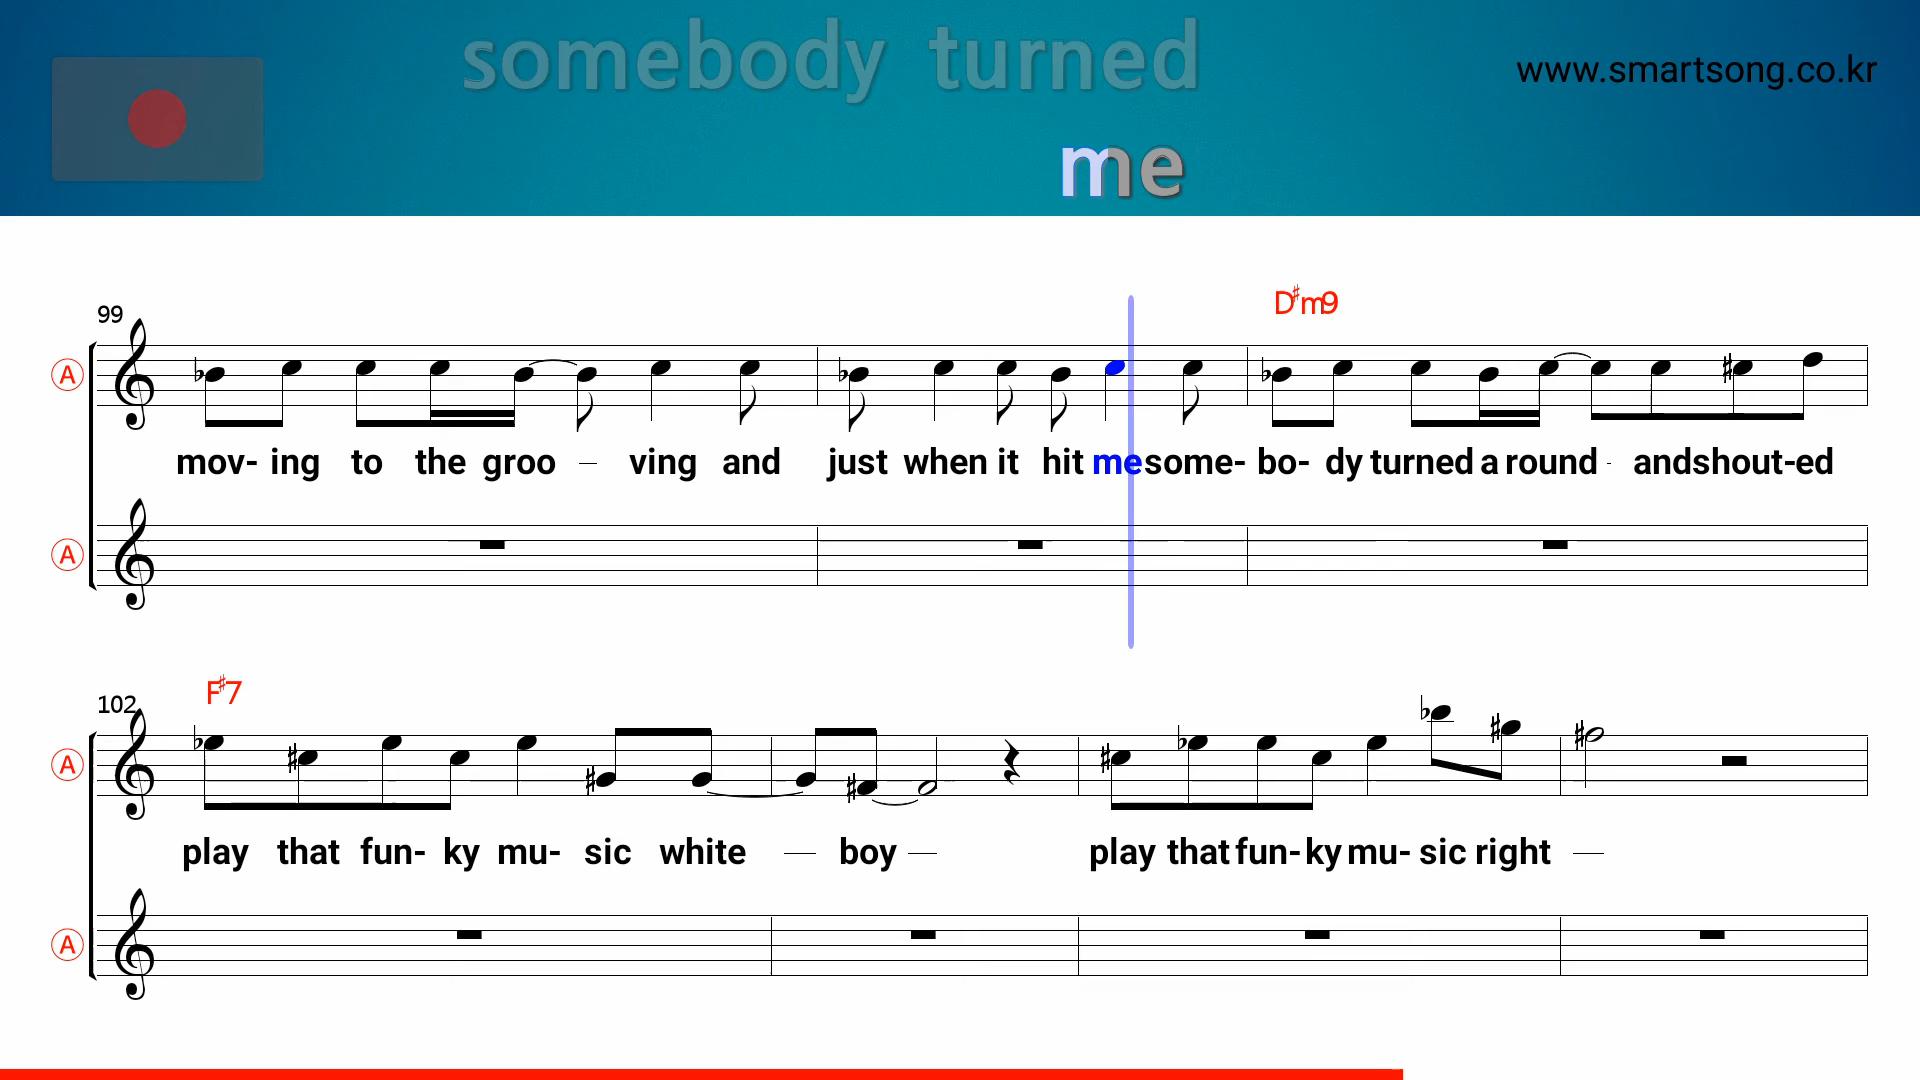 somebody turned
www.smartsong.co.kr
me
99
D♯m9
A
mov- ing to the groo – ving and just when it hit me some- bo- dy turned a round - and shout-ed
A
102
F♯7
A
play that fun- ky mu- sic white — boy — play that fun- ky mu- sic right —
A